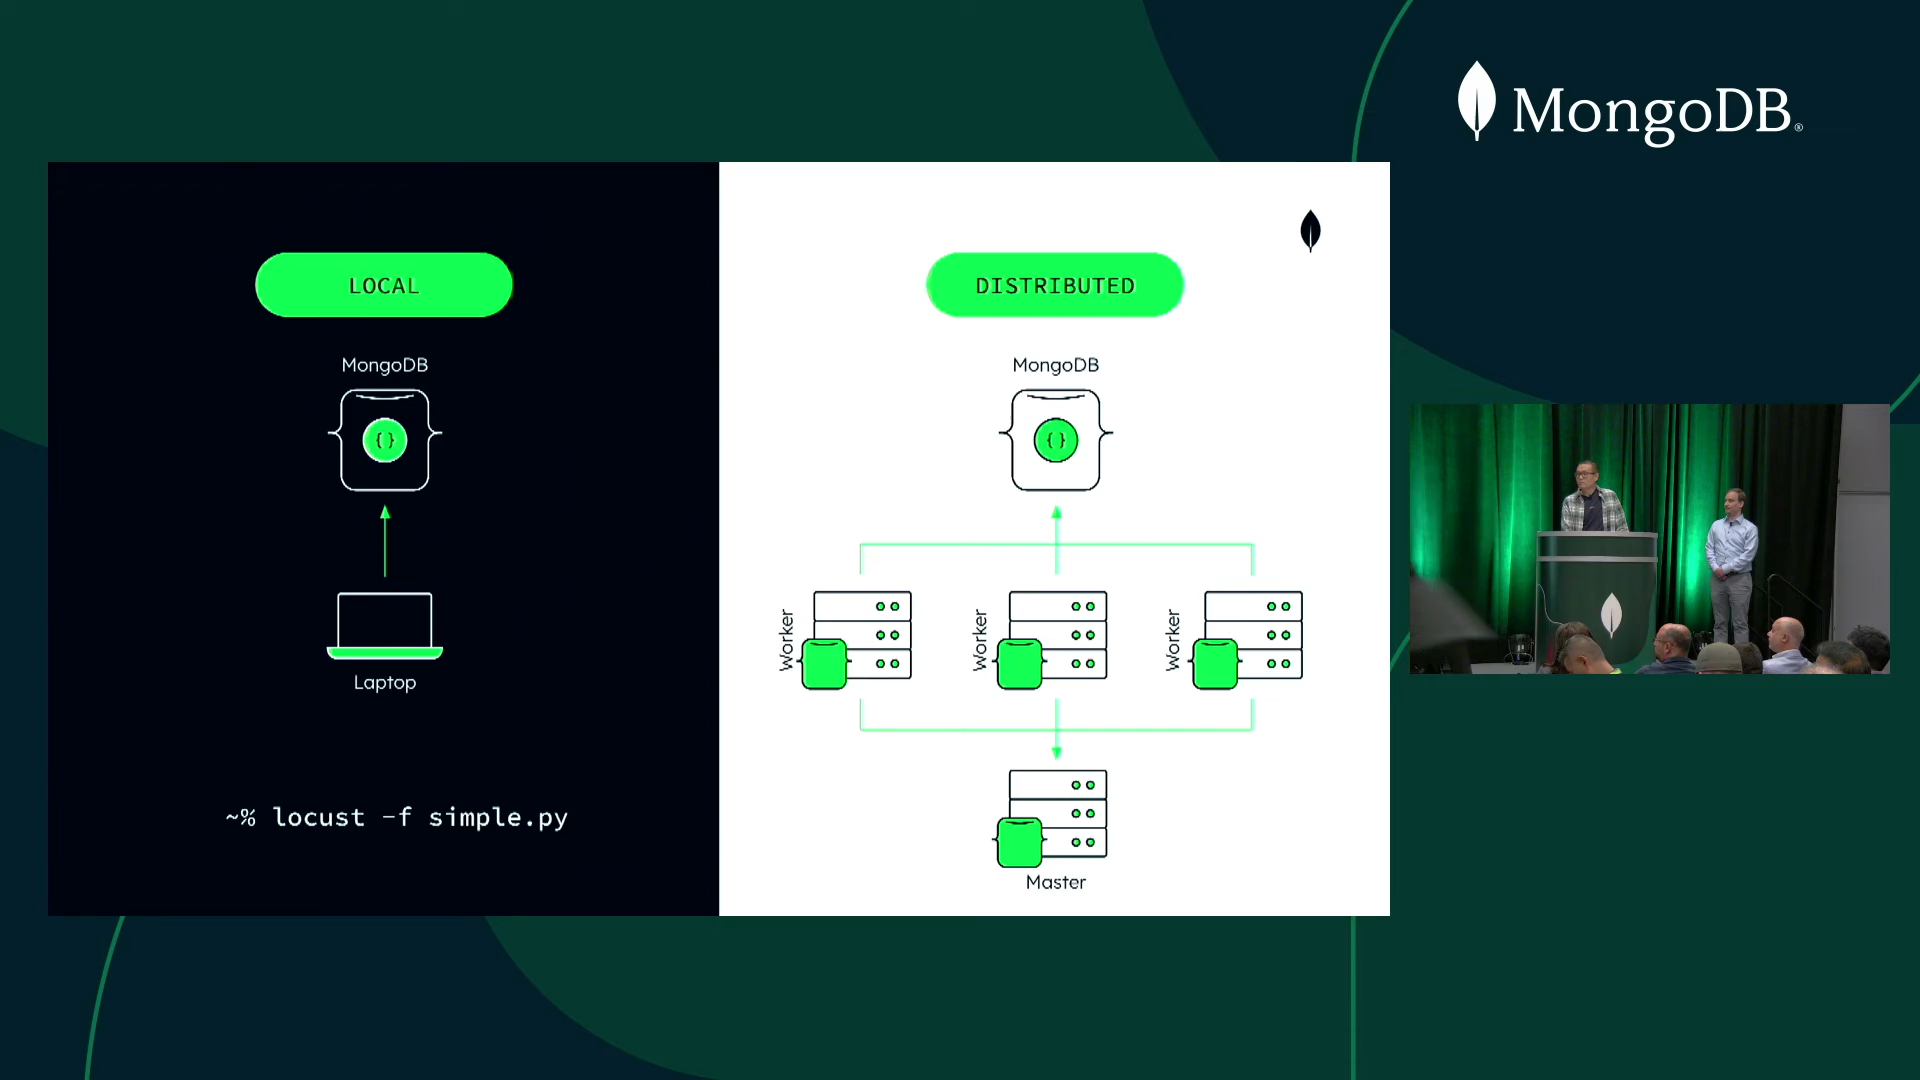 MongoDB®
LOCAL
MongoDB
{ }
Laptop
~% locust -f simple.py
DISTRIBUTED
MongoDB
{ }
Worker
Worker
Worker
Master